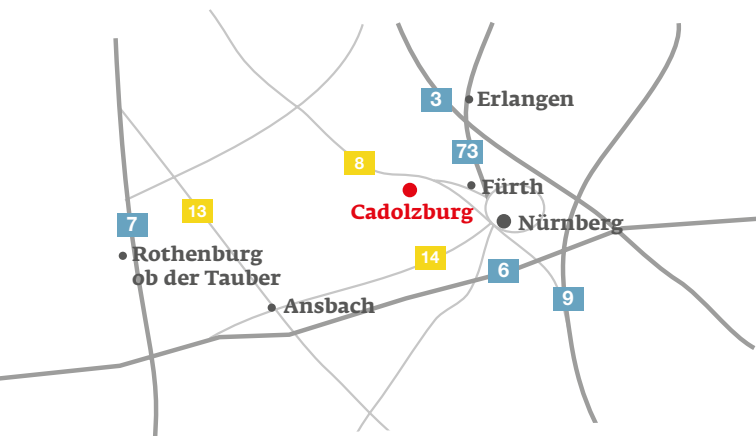 3
Erlangen
73
8
Fürth
Cadolzburg
13
Nürnberg
7
Rothenburg
ob der Tauber
14
6
9
Ansbach